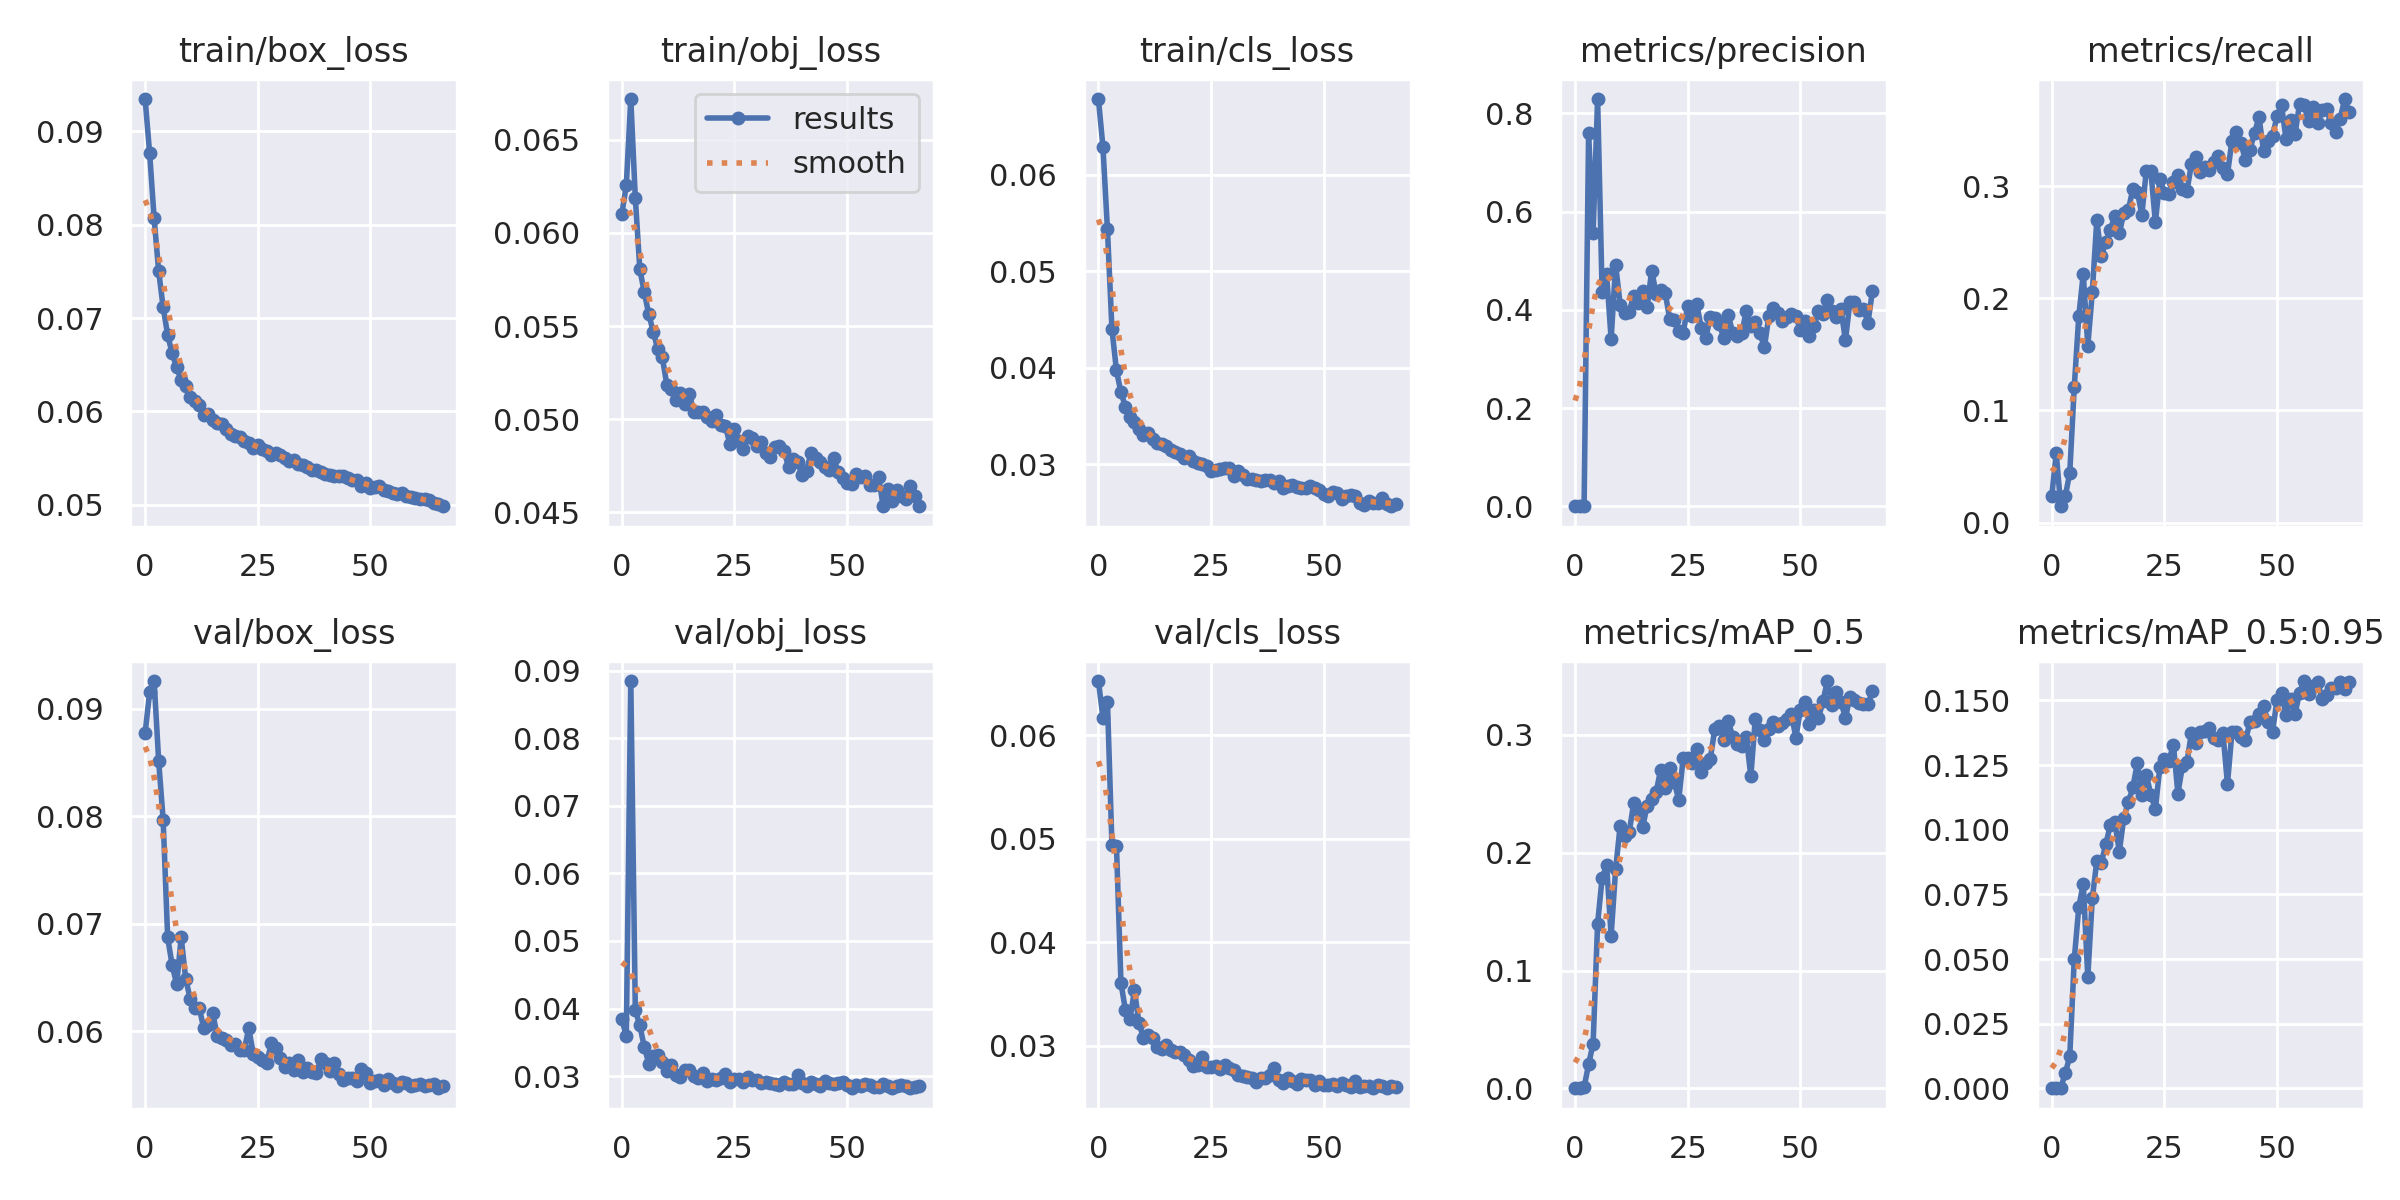 train/box_loss
0.09
0.08
0.07
0.06
0.05
0 25 50
train/obj_loss
results
smooth
0.065
0.060
0.055
0.050
0.045
0 25 50
train/cls_loss
0.06
0.05
0.04
0.03
0 25 50
metrics/precision
0.8
0.6
0.4
0.2
0.0
0 25 50
metrics/recall
0.3
0.2
0.1
0.0
0 25 50
val/box_loss
0.09
0.08
0.07
0.06
0 25 50
val/obj_loss
0.09
0.08
0.07
0.06
0.05
0.04
0.03
0 25 50
val/cls_loss
0.06
0.05
0.04
0.03
0 25 50
metrics/mAP_0.5
0.3
0.2
0.1
0.0
0 25 50
metrics/mAP_0.5:0.95
0.150
0.125
0.100
0.075
0.050
0.025
0.000
0 25 50